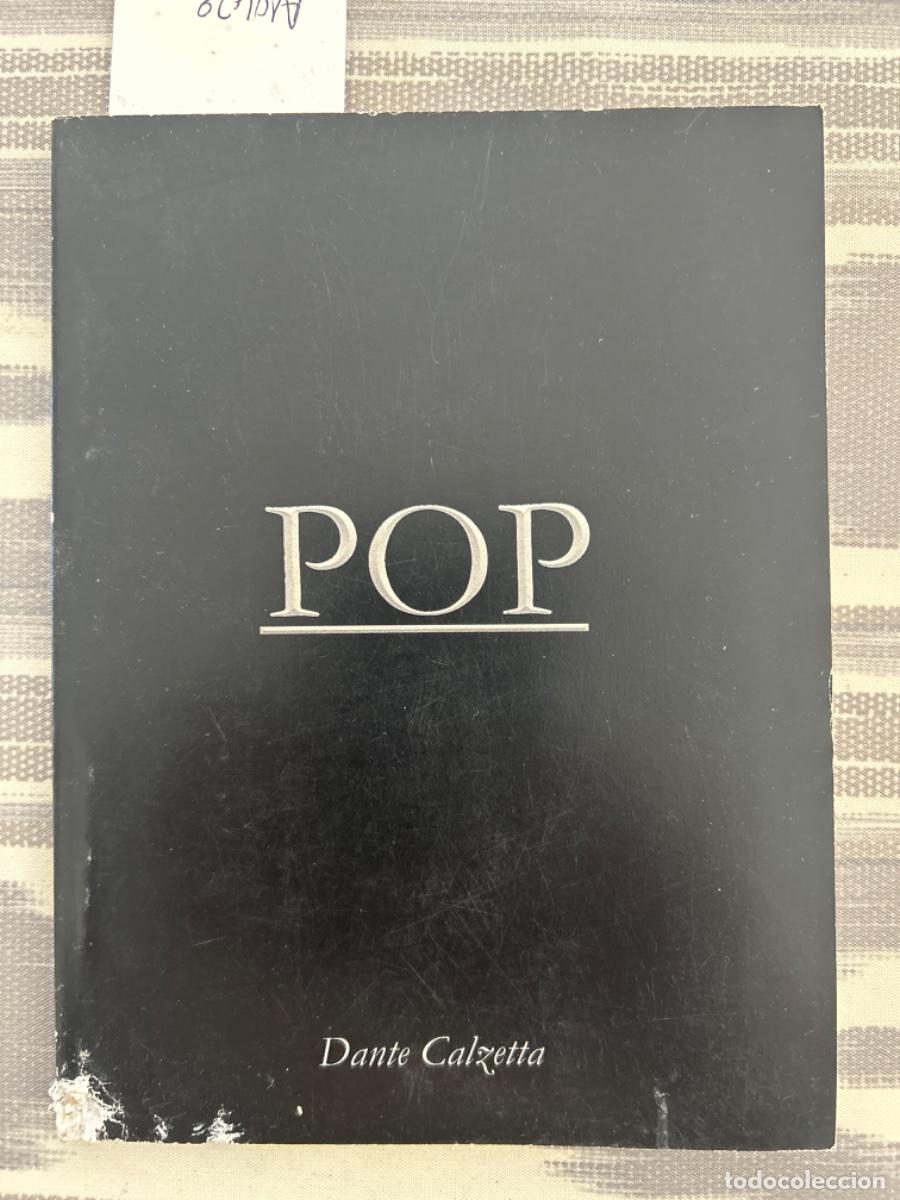 POP
Dante Calzetta
todocoleccion